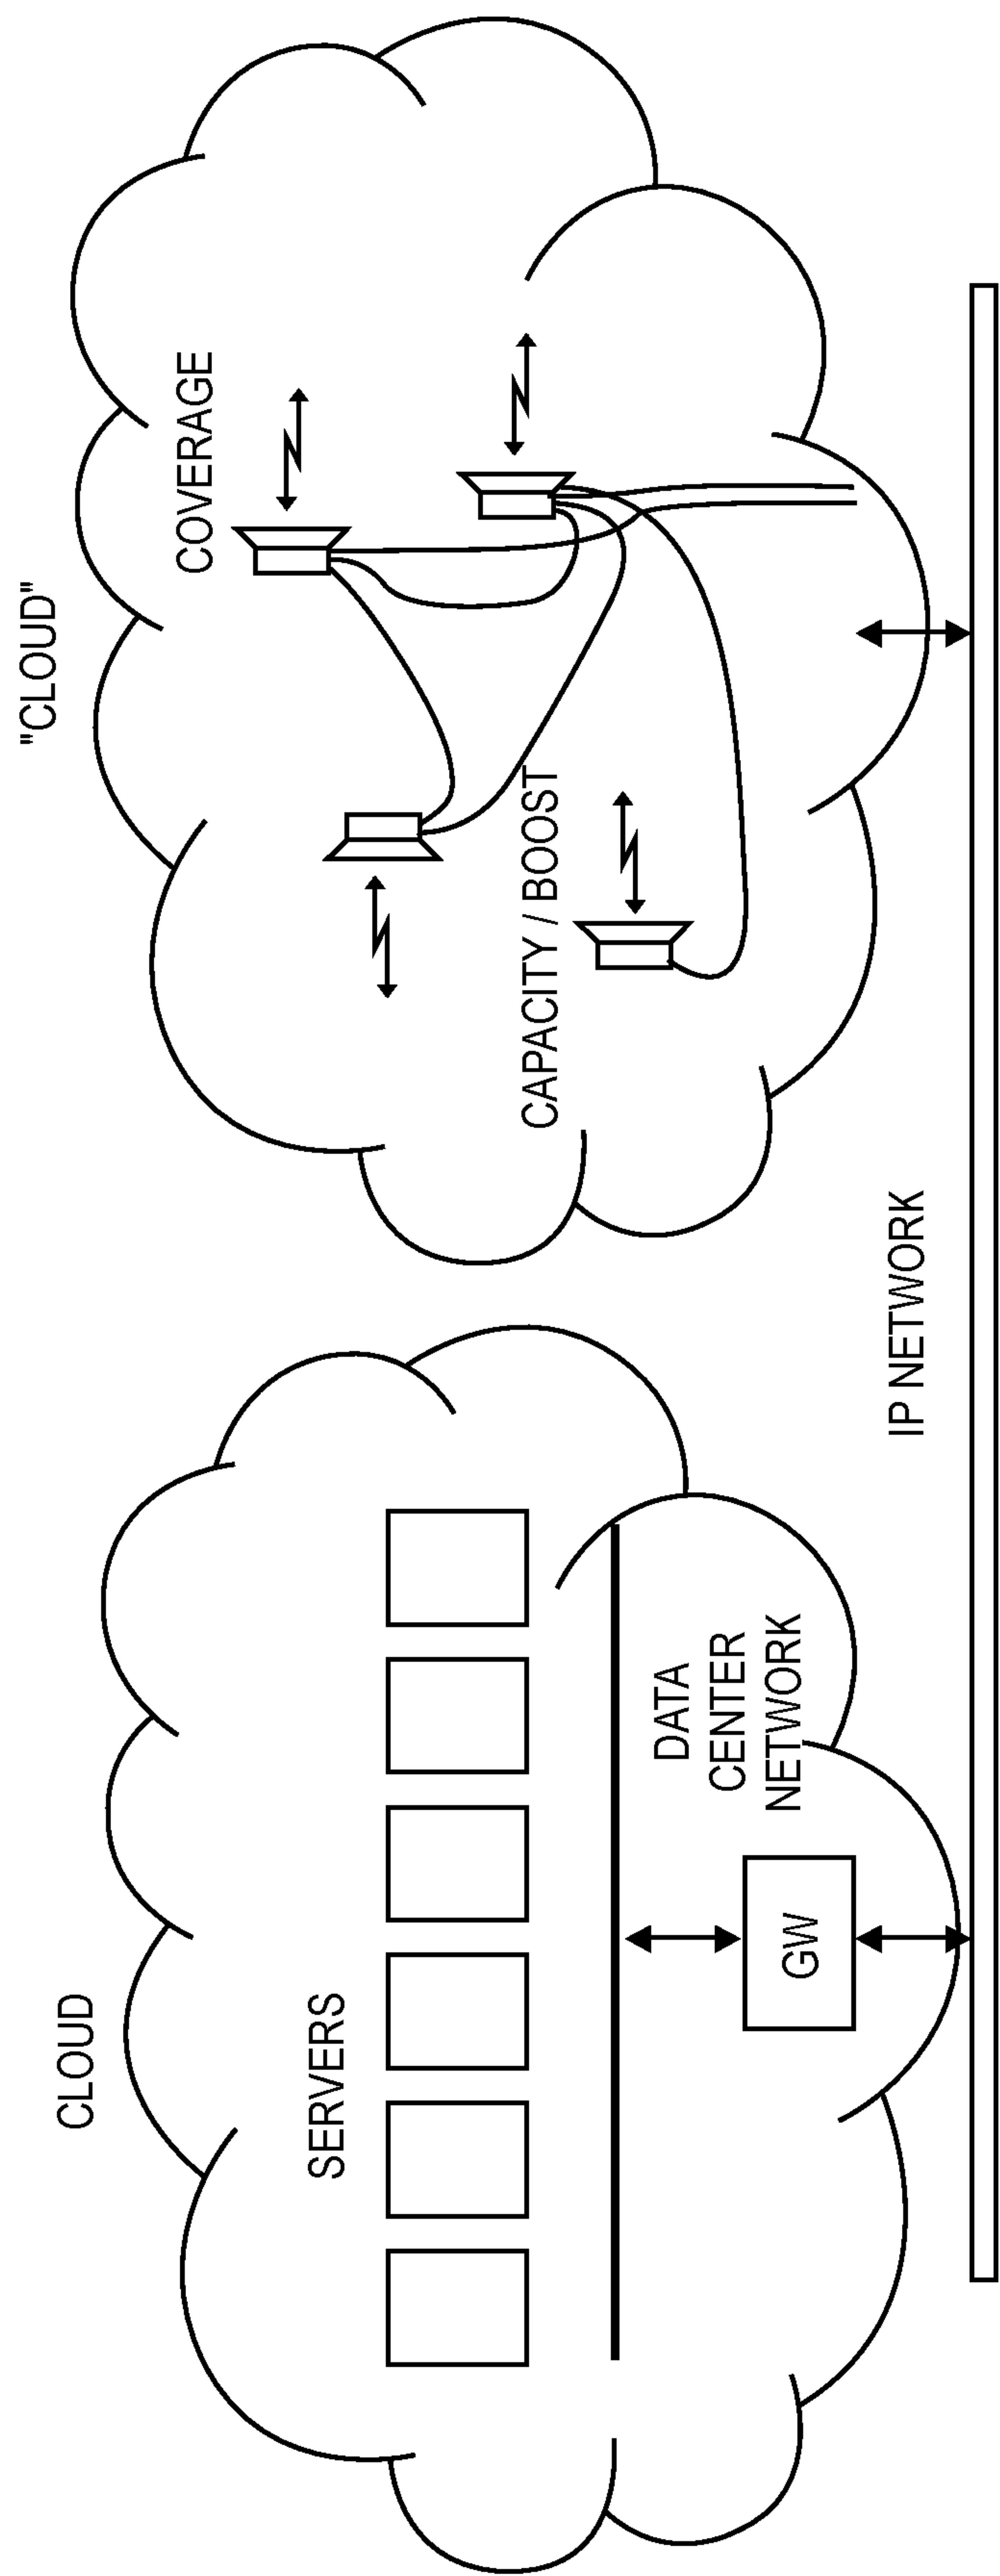 CLOUD
"CLOUD"
SERVERS
COVERAGE
CAPACITY / BOOST
DATA
CENTER
NETWORK
GW
IP NETWORK